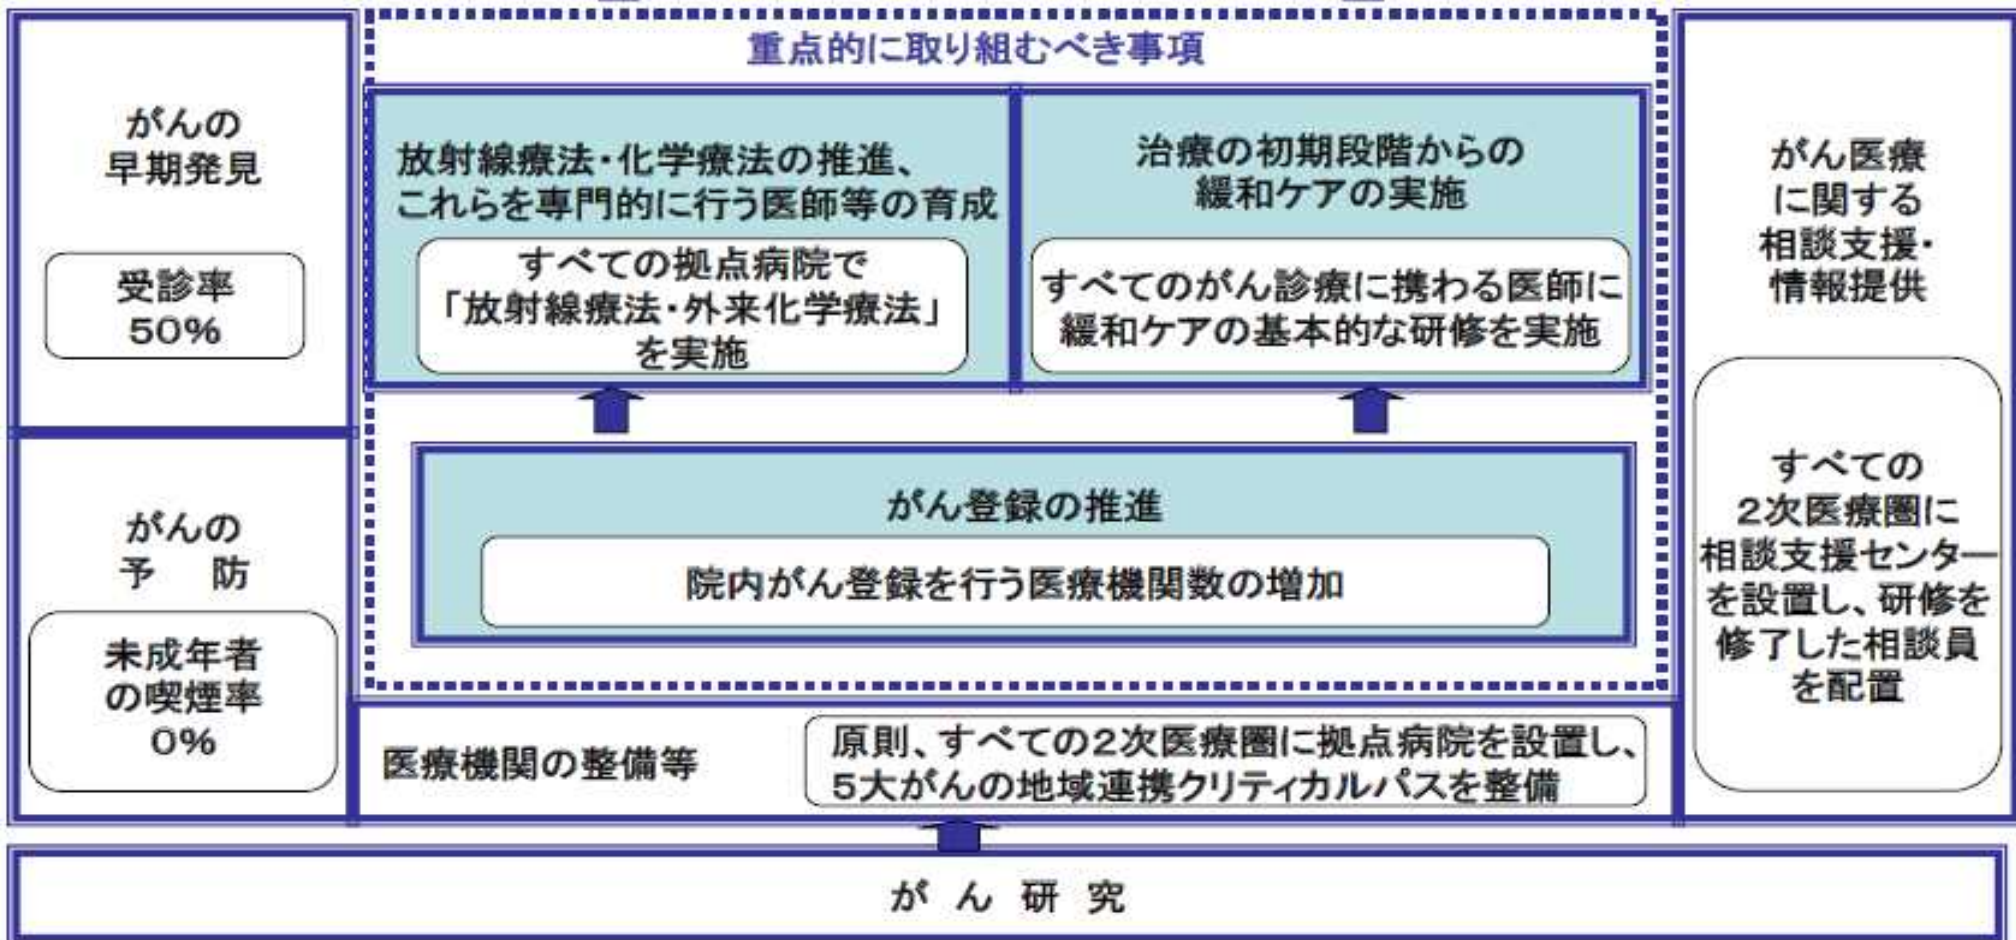 重点的に取り組むべき事項
がんの
早期発見
受診率
50%
放射線療法・化学療法の推進、
これらを専門的に行う医師等の育成
すべての拠点病院で
「放射線療法・外来化学療法」
を実施
治療の初期段階からの
緩和ケアの実施
すべてのがん診療に携わる医師に
緩和ケアの基本的な研修を実施
がん医療
に関する
相談支援・
情報提供
すべての
2次医療圏に
相談支援センター
を設置し、研修を
修了した相談員
を配置
がんの
予 防
未成年者
の喫煙率
0%
がん登録の推進
院内がん登録を行う医療機関数の増加
医療機関の整備等
原則、すべての2次医療圏に拠点病院を設置し、
5大がんの地域連携クリティカルパスを整備
が ん 研 究